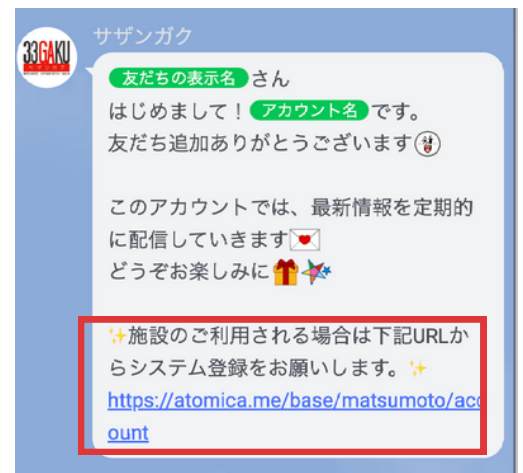 33GAKU
サザンガク
友だちの表示名 さん
はじめまして！ アカウント名 です。
友だち追加ありがとうございます
このアカウントでは、最新情報を定期的
に配信していきます💌
どうぞお楽しみに🎁
✨施設のご利用される場合は下記URLか
らシステム登録をお願いします。✨
https://atomica.me/base/matsumoto/acc
ount